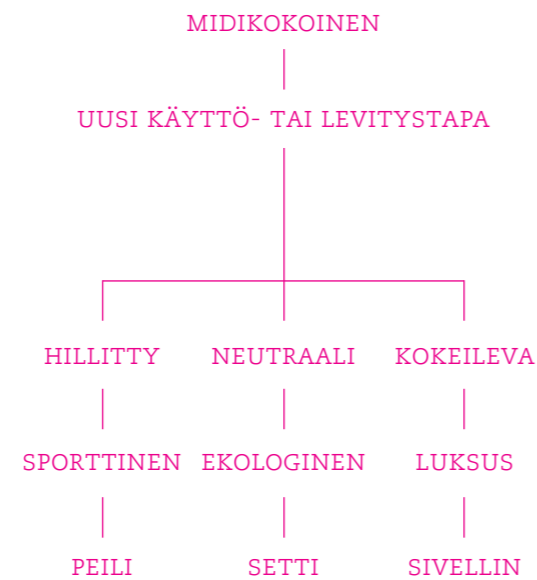 MIDIKOKOINEN
UUSI KÄYTTÖ- TAI LEVITYSTAPA
HILLITTY NEUTRAALI KOKEILEVA
SPORTTINEN EKOLOGINEN LUKSUS
PEILI SETTI SIVELLIN